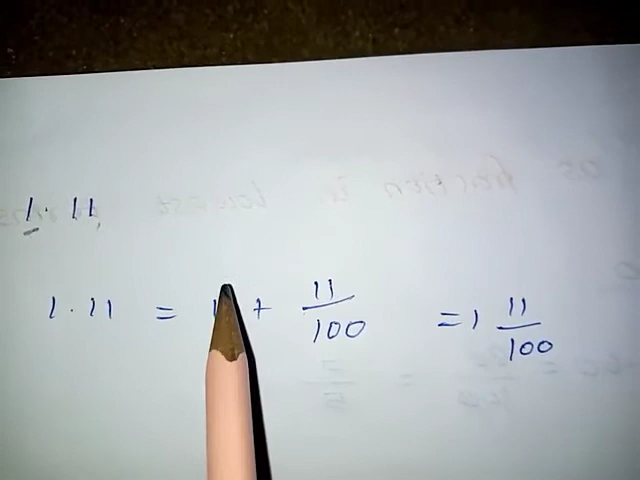 1.11
1.11 = 1 + 11/100 = 1 11/100